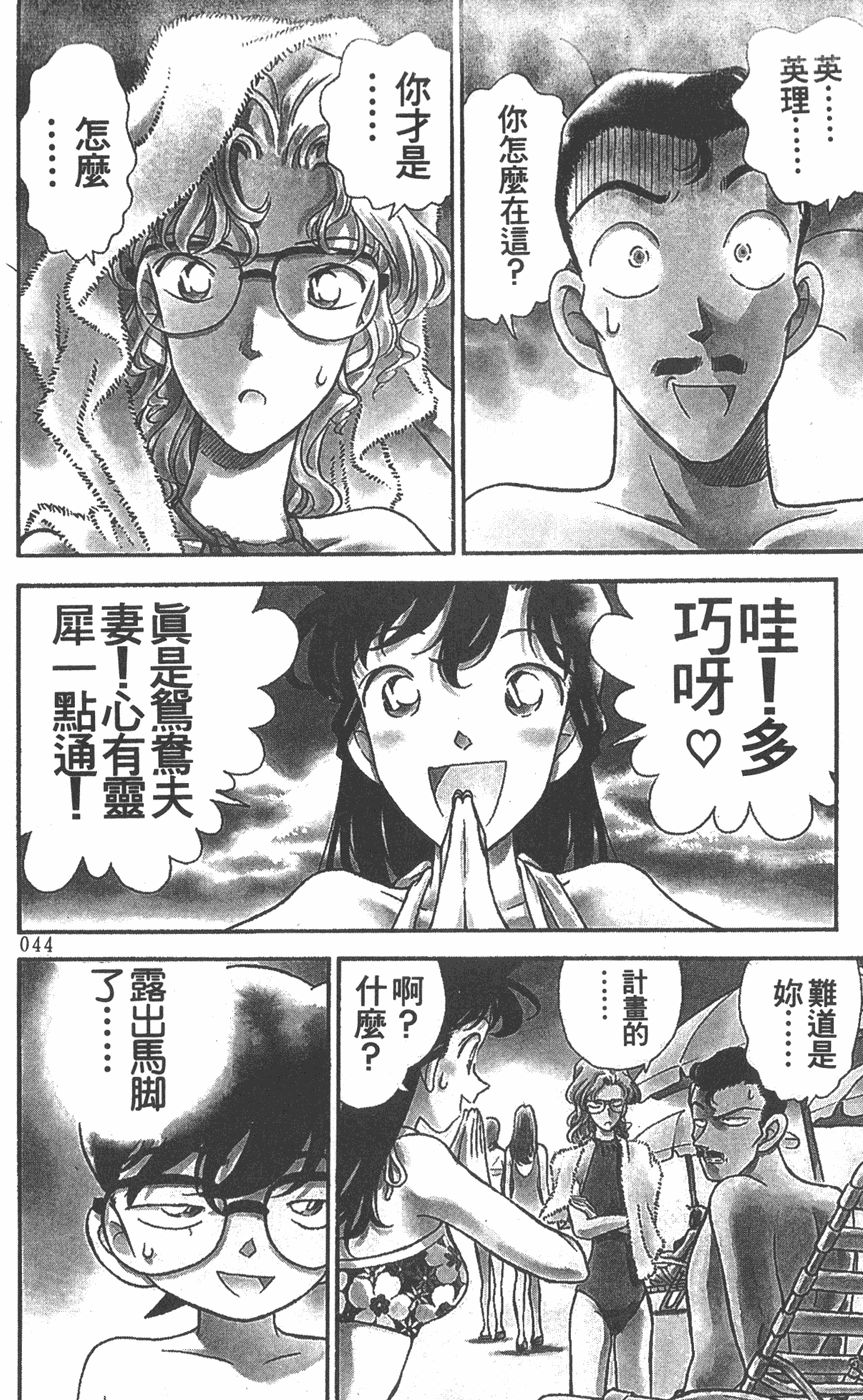 英……
英理……
你怎麼在這？
你才是
……
怎麼
……
哇！多
巧呀♡
眞是鴛鴦夫
妻！心有靈
犀一點通！
044
難道是
妳……
計畫的
……
啊？
什麼？
露出馬脚
了……